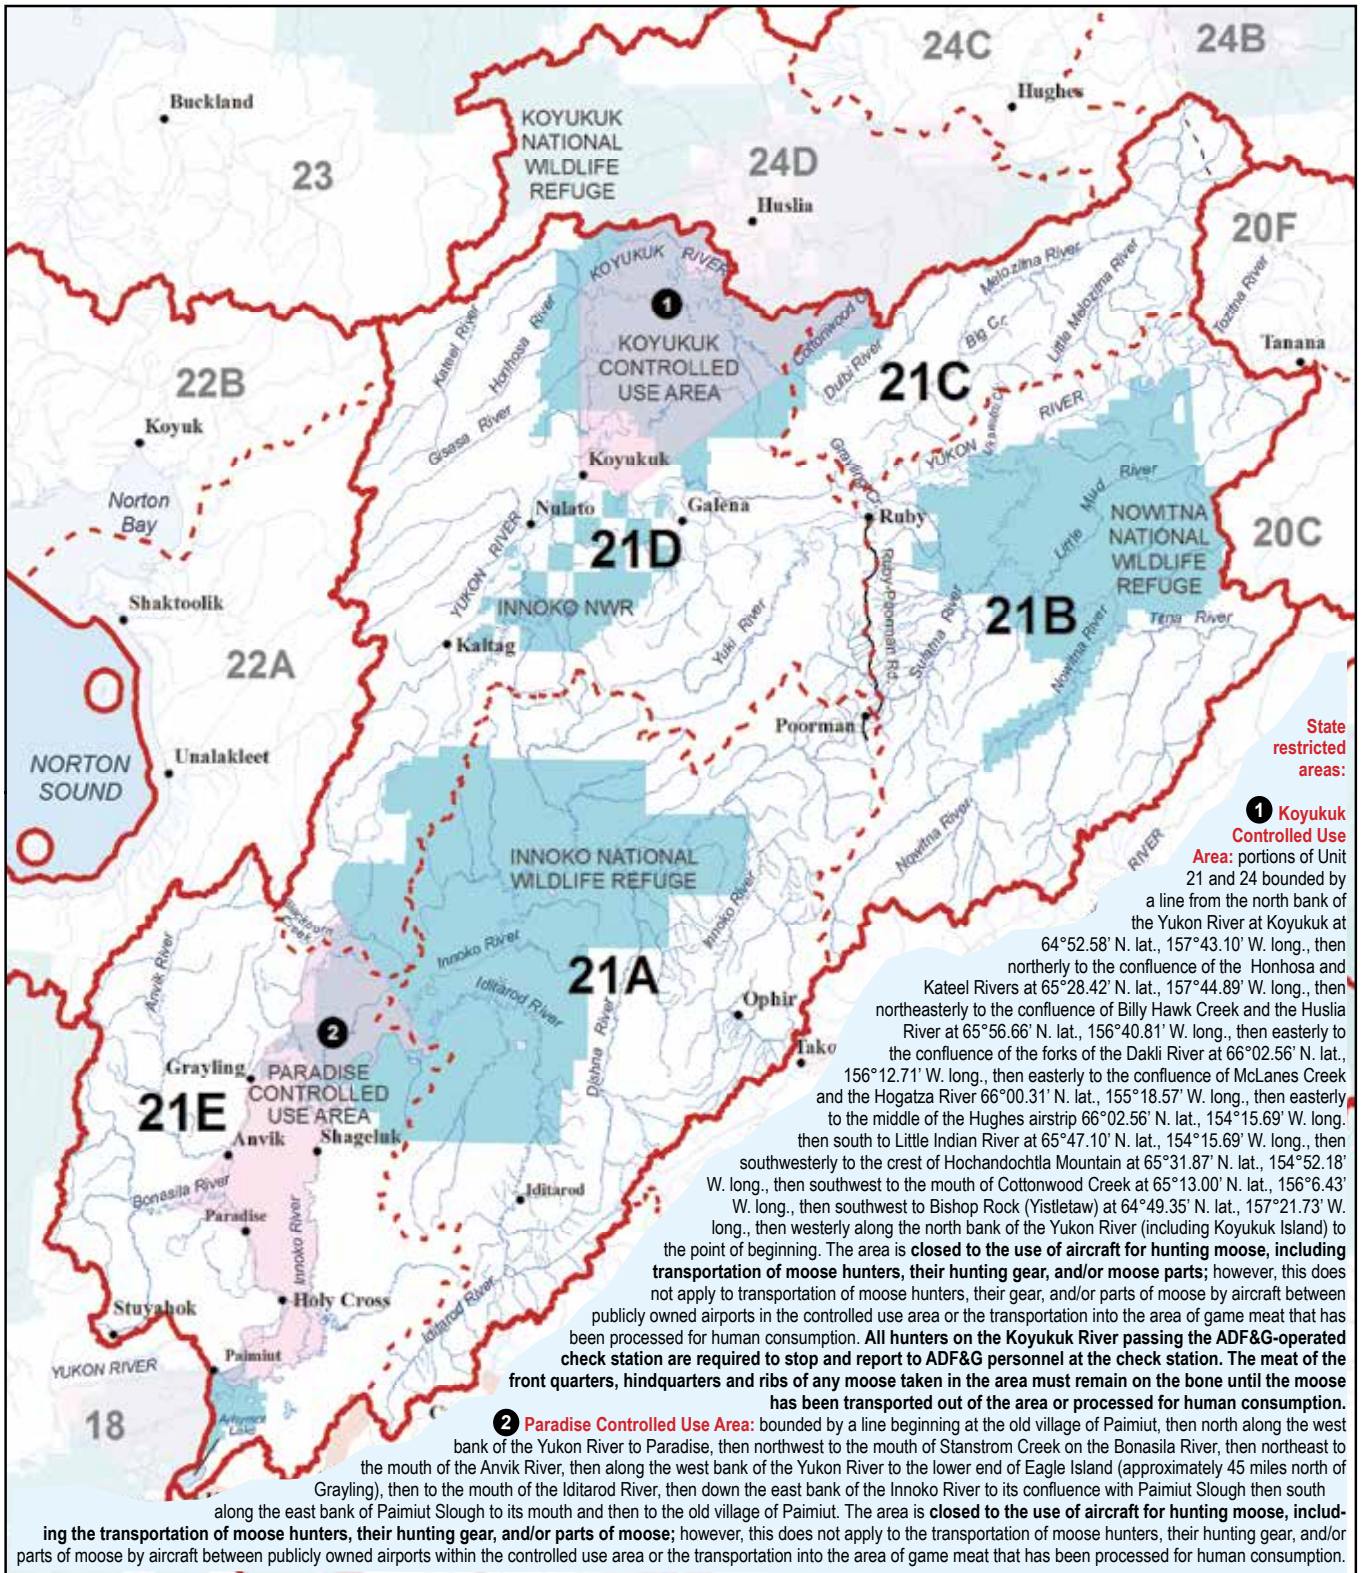 24C
24B
Hughes
Buckland
KOYUKUK
NATIONAL
WILDLIFE
REFUGE
23
24D
Huslia
20F
KOYUKUK RIVER
Melozitna River
Tozitna River
1
Kateel River
Honhosa River
Cottonwood
Big Cr.
Little Melozitna River
Tanana
KOYUKUK
CONTROLLED
USE AREA
Dulbi River
21C
22B
Koyuk
Gisasa River
YUKON RIVER
Grayling Cr.
Koyukuk
Norton
Bay
Nulato
Galena
Ruby
Little Mud River
NOWITNA
NATIONAL
WILDLIFE
REFUGE
20C
21D
YUKON RIVER
INNOKO NWR
Shaktoolik
Kaltag
22A
Yuki River
Ruby-Poorman Rd.
Sulatna River
21B
Nowitna River
Titna River
Poorman
Unalakleet
NORTON
SOUND
State
restricted
areas:
INNOKO NATIONAL
WILDLIFE REFUGE
Nowitna River
RIVER
1 Koyukuk
Controlled Use
Area: portions of Unit
21 and 24 bounded by
a line from the north bank of
the Yukon River at Koyukuk at
64°52.58’ N. lat., 157°43.10’ W. long., then
northerly to the confluence of the Honhosa and
Kateel Rivers at 65°28.42’ N. lat., 157°44.89’ W. long., then
northeasterly to the confluence of Billy Hawk Creek and the Huslia
River at 65°56.66’ N. lat., 156°40.81’ W. long., then easterly to
the confluence of the forks of the Dakli River at 66°02.56’ N. lat.,
156°12.71’ W. long., then easterly to the confluence of McLanes Creek
and the Hogatza River 66°00.31’ N. lat., 155°18.57’ W. long., then easterly
to the middle of the Hughes airstrip 66°02.56’ N. lat., 154°15.69’ W. long.
then south to Little Indian River at 65°47.10’ N. lat., 154°15.69’ W. long., then
southwesterly to the crest of Hochandochtla Mountain at 65°31.87’ N. lat., 154°52.18’
W. long., then southwest to the mouth of Cottonwood Creek at 65°13.00’ N. lat., 156°6.43’
W. long., then southwest to Bishop Rock (Yistletaw) at 64°49.35’ N. lat., 157°21.73’ W.
long., then westerly along the north bank of the Yukon River (including Koyukuk Island) to
the point of beginning. The area is closed to the use of aircraft for hunting moose, including
transportation of moose hunters, their hunting gear, and/or moose parts; however, this does
not apply to transportation of moose hunters, their gear, and/or parts of moose by aircraft between
publicly owned airports in the controlled use area or the transportation into the area of game meat that has
been processed for human consumption. All hunters on the Koyukuk River passing the ADF&G-operated
check station are required to stop and report to ADF&G personnel at the check station. The meat of the
front quarters, hindquarters and ribs of any moose taken in the area must remain on the bone until the moose
has been transported out of the area or processed for human consumption.
Creek
Anvik River
Innoko River
Innoko River
Iditarod River
21A
Ophir
2
Dishna River
Tako
Grayling
PARADISE
CONTROLLED
USE AREA
21E
Anvik
Shageluk
Bonasila River
Iditarod
Paradise
Innoko River
Stuyahok
Holy Cross
Iditarod River
YUKON RIVER
Paimiut
18
2 Paradise Controlled Use Area: bounded by a line beginning at the old village of Paimiut, then north along the west
bank of the Yukon River to Paradise, then northwest to the mouth of Stanstrom Creek on the Bonasila River, then northeast to
the mouth of the Anvik River, then along the west bank of the Yukon River to the lower end of Eagle Island (approximately 45 miles north of
Grayling), then to the mouth of the Iditarod River, then down the east bank of the Innoko River to its confluence with Paimiut Slough then south
along the east bank of Paimiut Slough to its mouth and then to the old village of Paimiut. The area is closed to the use of aircraft for hunting moose, includ-
ing the transportation of moose hunters, their hunting gear, and/or parts of moose; however, this does not apply to the transportation of moose hunters, their hunting gear, and/or
parts of moose by aircraft between publicly owned airports within the controlled use area or the transportation into the area of game meat that has been processed for human consumption.